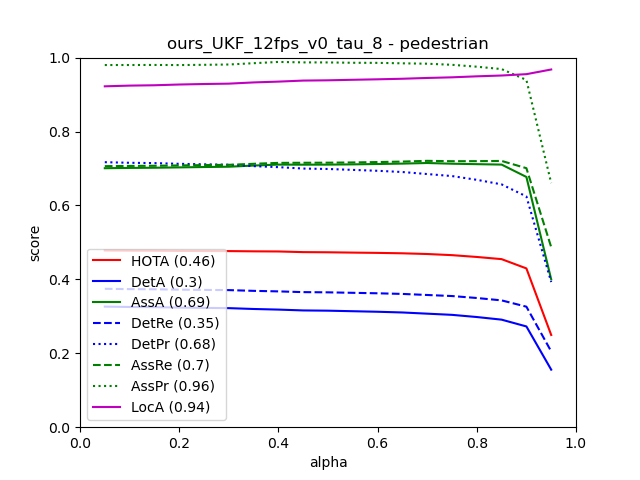 ours_UKF_12fps_v0_tau_8 - pedestrian
1.0
0.8
0.6
0.4
0.2
0.0
score
HOTA (0.46)
DetA (0.3)
AssA (0.69)
DetRe (0.35)
DetPr (0.68)
AssRe (0.7)
AssPr (0.96)
LocA (0.94)
0.0 0.2 0.4 0.6 0.8 1.0
alpha